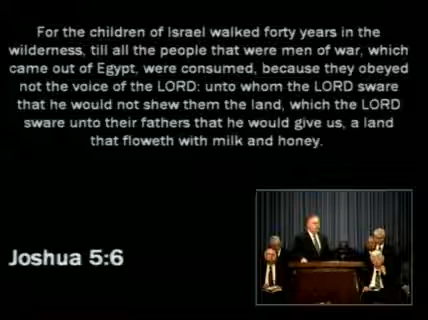 For the children of Israel walked forty years in the
wilderness, till all the people that were men of war, which
came out of Egypt, were consumed, because they obeyed
not the voice of the LORD: unto whom the LORD sware
that he would not shew them the land, which the LORD
sware unto their fathers that he would give us, a land
that floweth with milk and honey.
Joshua 5:6